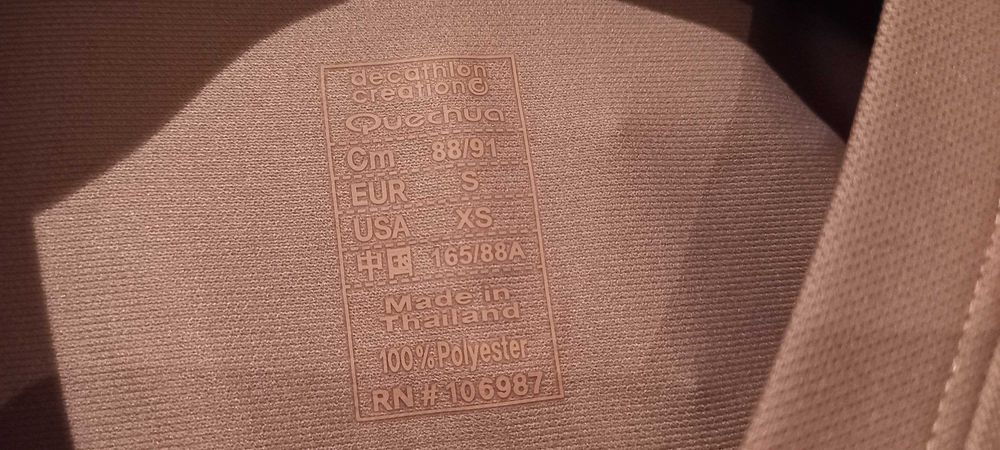 decathlon
creation©
Quechua
Cm 88/91
EUR S
USA XS
中国 165/88A
Made in
Thailand
100%Polyester
RN # 106987